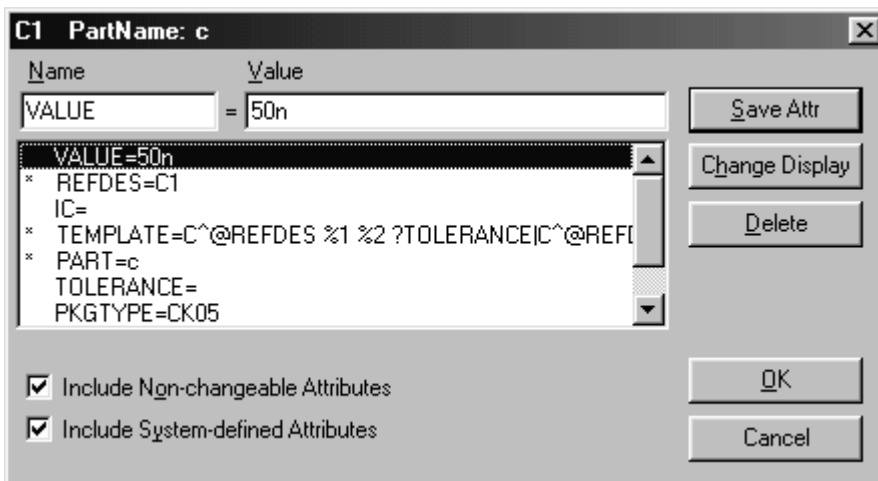 C1 PartName: c
Name Value
VALUE = 50n
Save Attr
VALUE=50n
* REFDES=C1
IC=
* TEMPLATE=C^@REFDES %1 %2 ?TOLERANCE|C^@REFD
* PART=c
TOLERANCE=
PKGTYPE=CK05
Change Display
Delete
Include Non-changeable Attributes
Include System-defined Attributes
OK
Cancel